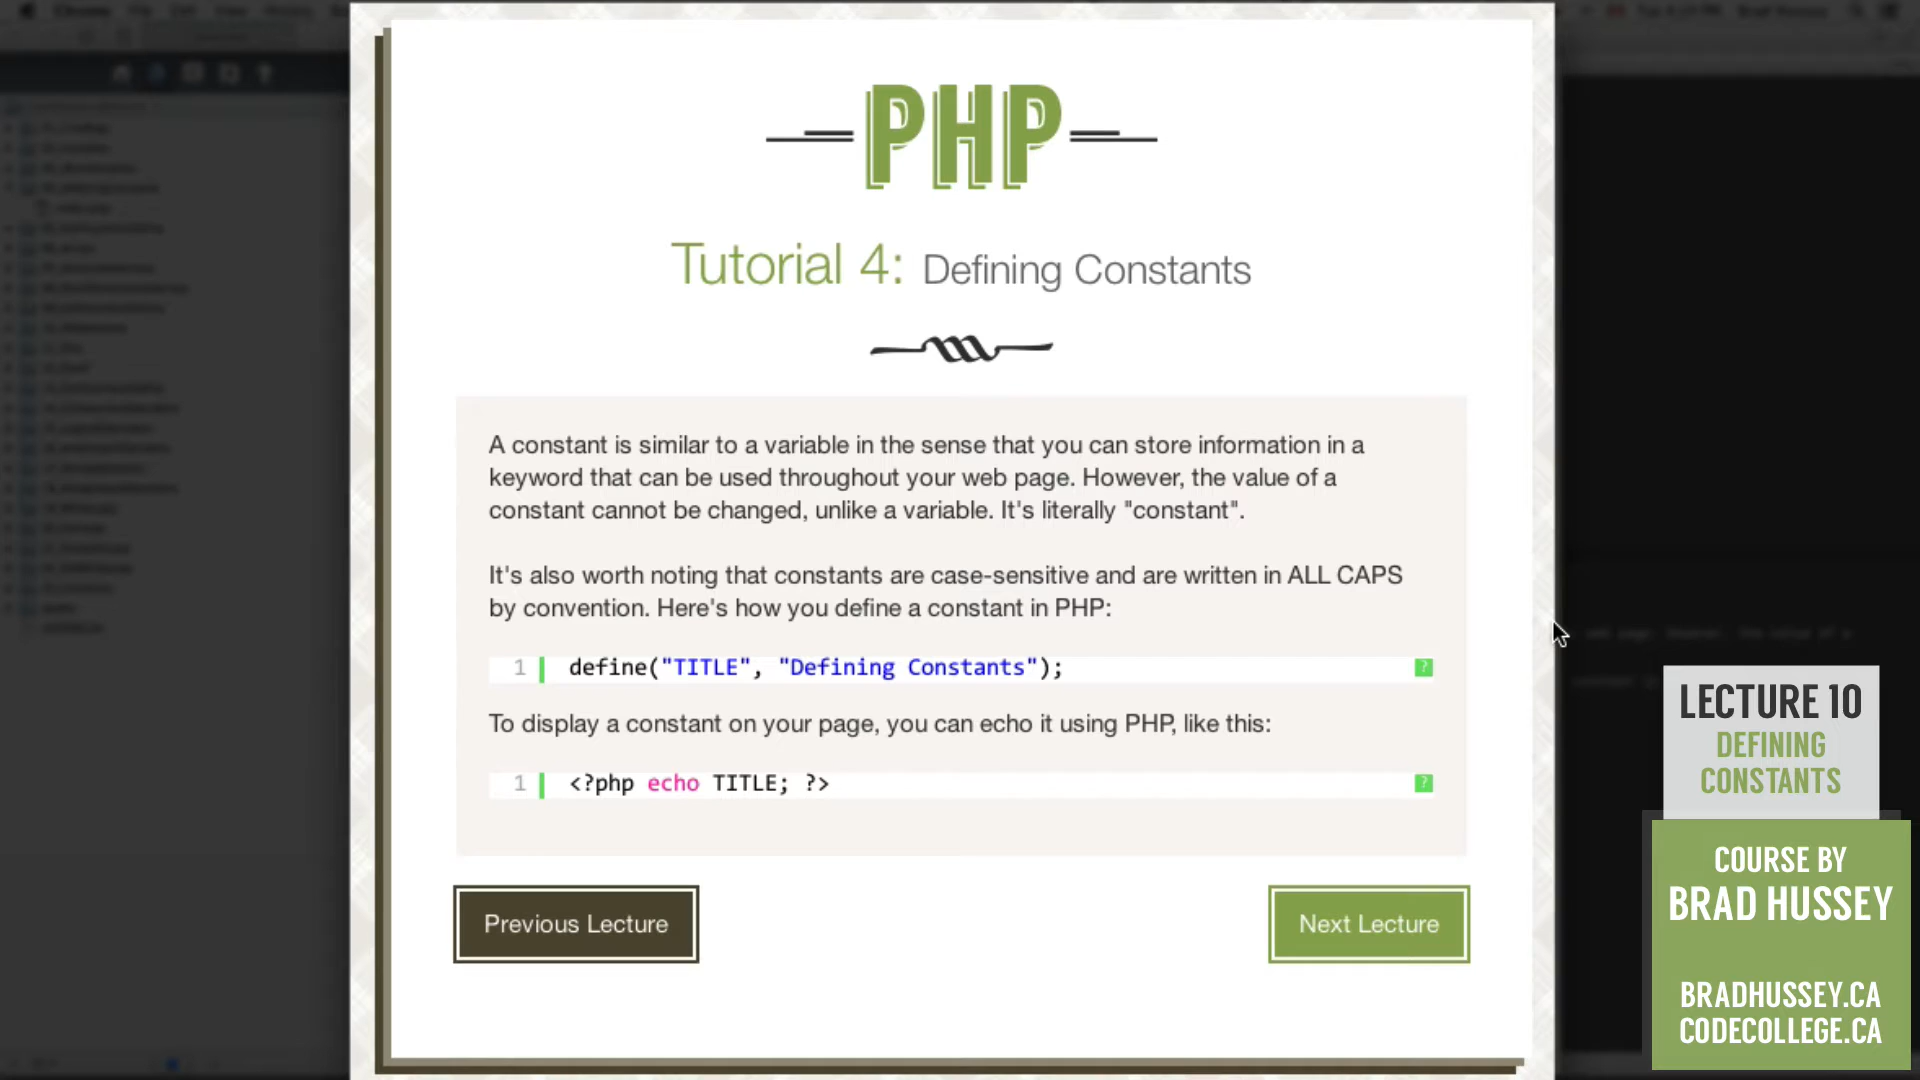 PHP
Tutorial 4: Defining Constants
A constant is similar to a variable in the sense that you can store information in a
keyword that can be used throughout your web page. However, the value of a
constant cannot be changed, unlike a variable. It's literally "constant".
It's also worth noting that constants are case-sensitive and are written in ALL CAPS
by convention. Here's how you define a constant in PHP:
1 define("TITLE", "Defining Constants"); ?
To display a constant on your page, you can echo it using PHP, like this:
1 <?php echo TITLE; ?> ?
Previous Lecture
Next Lecture
LECTURE 10
DEFINING
CONSTANTS
COURSE BY
BRAD HUSSEY
BRADHUSSEY.CA
CODECOLLEGE.CA